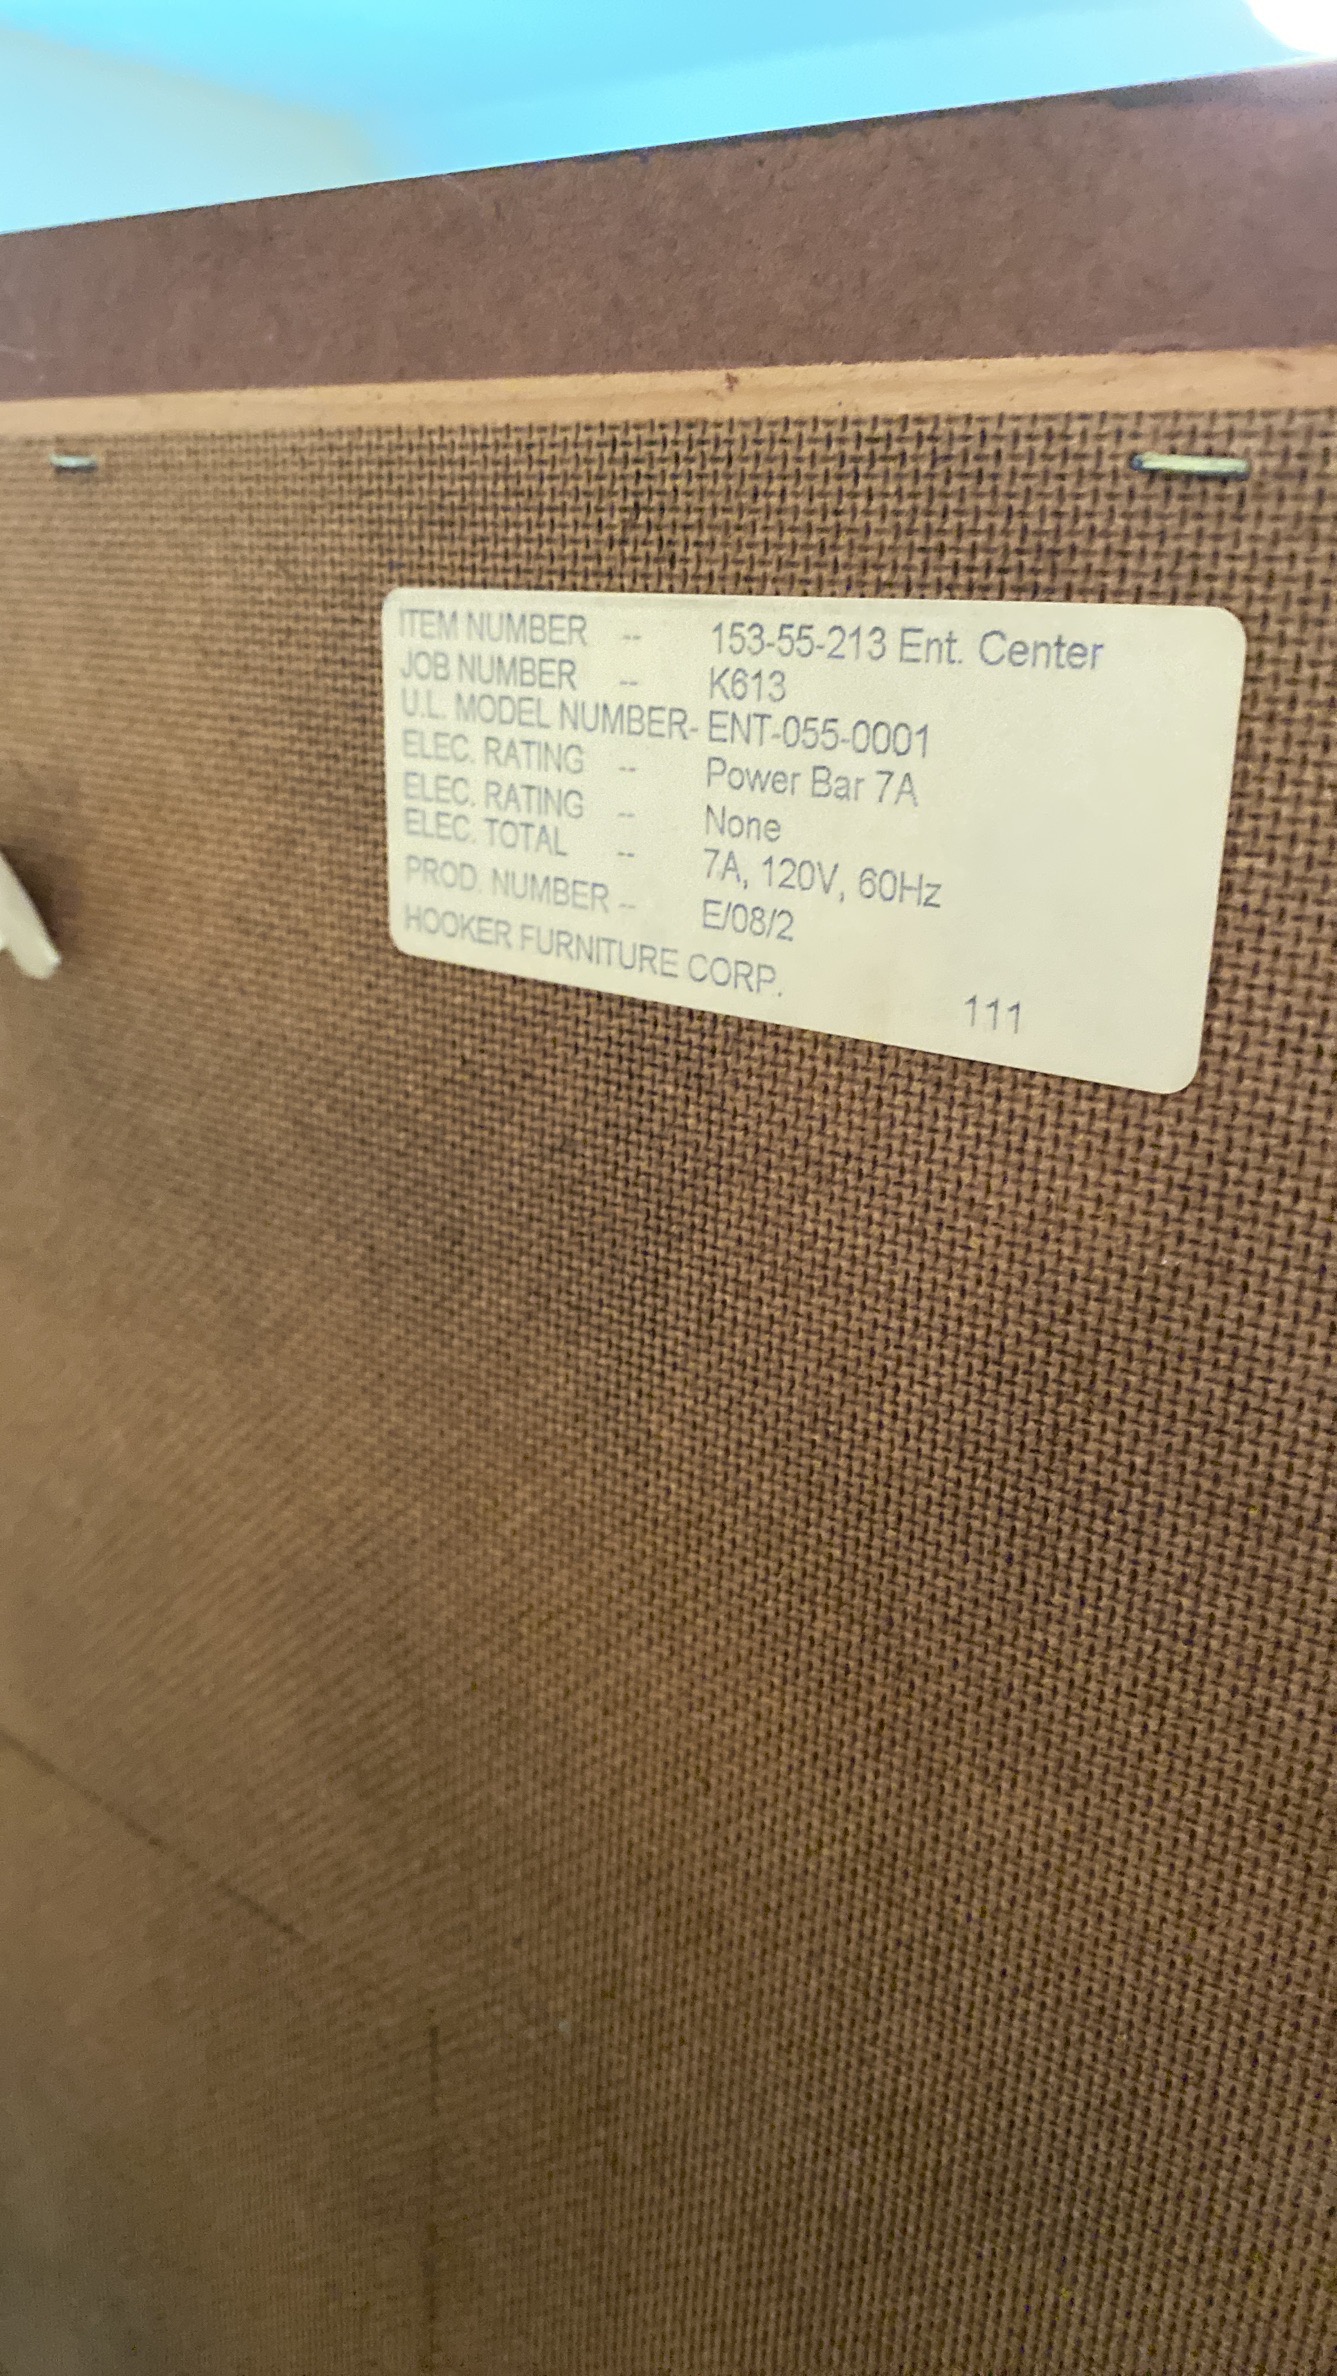 ITEM NUMBER -- 153-55-213 Ent. Center
JOB NUMBER -- K613
U.L. MODEL NUMBER- ENT-055-0001
ELEC. RATING -- Power Bar 7A
ELEC. RATING -- None
ELEC. TOTAL -- 7A, 120V, 60Hz
PROD. NUMBER -- E/08/2
HOOKER FURNITURE CORP.
111